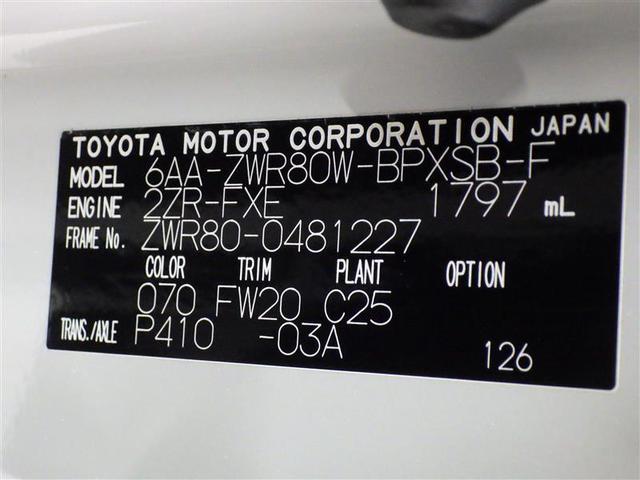 TOYOTA MOTOR CORPORATION JAPAN
MODEL 6AA-ZWR80W-BPXSB-F
ENGINE 2ZR-FXE 1797 mL
FRAME No. ZWR80-0481227
COLOR TRIM PLANT OPTION
070 FW20 C25
TRANS./AXLE P410 -03A
126